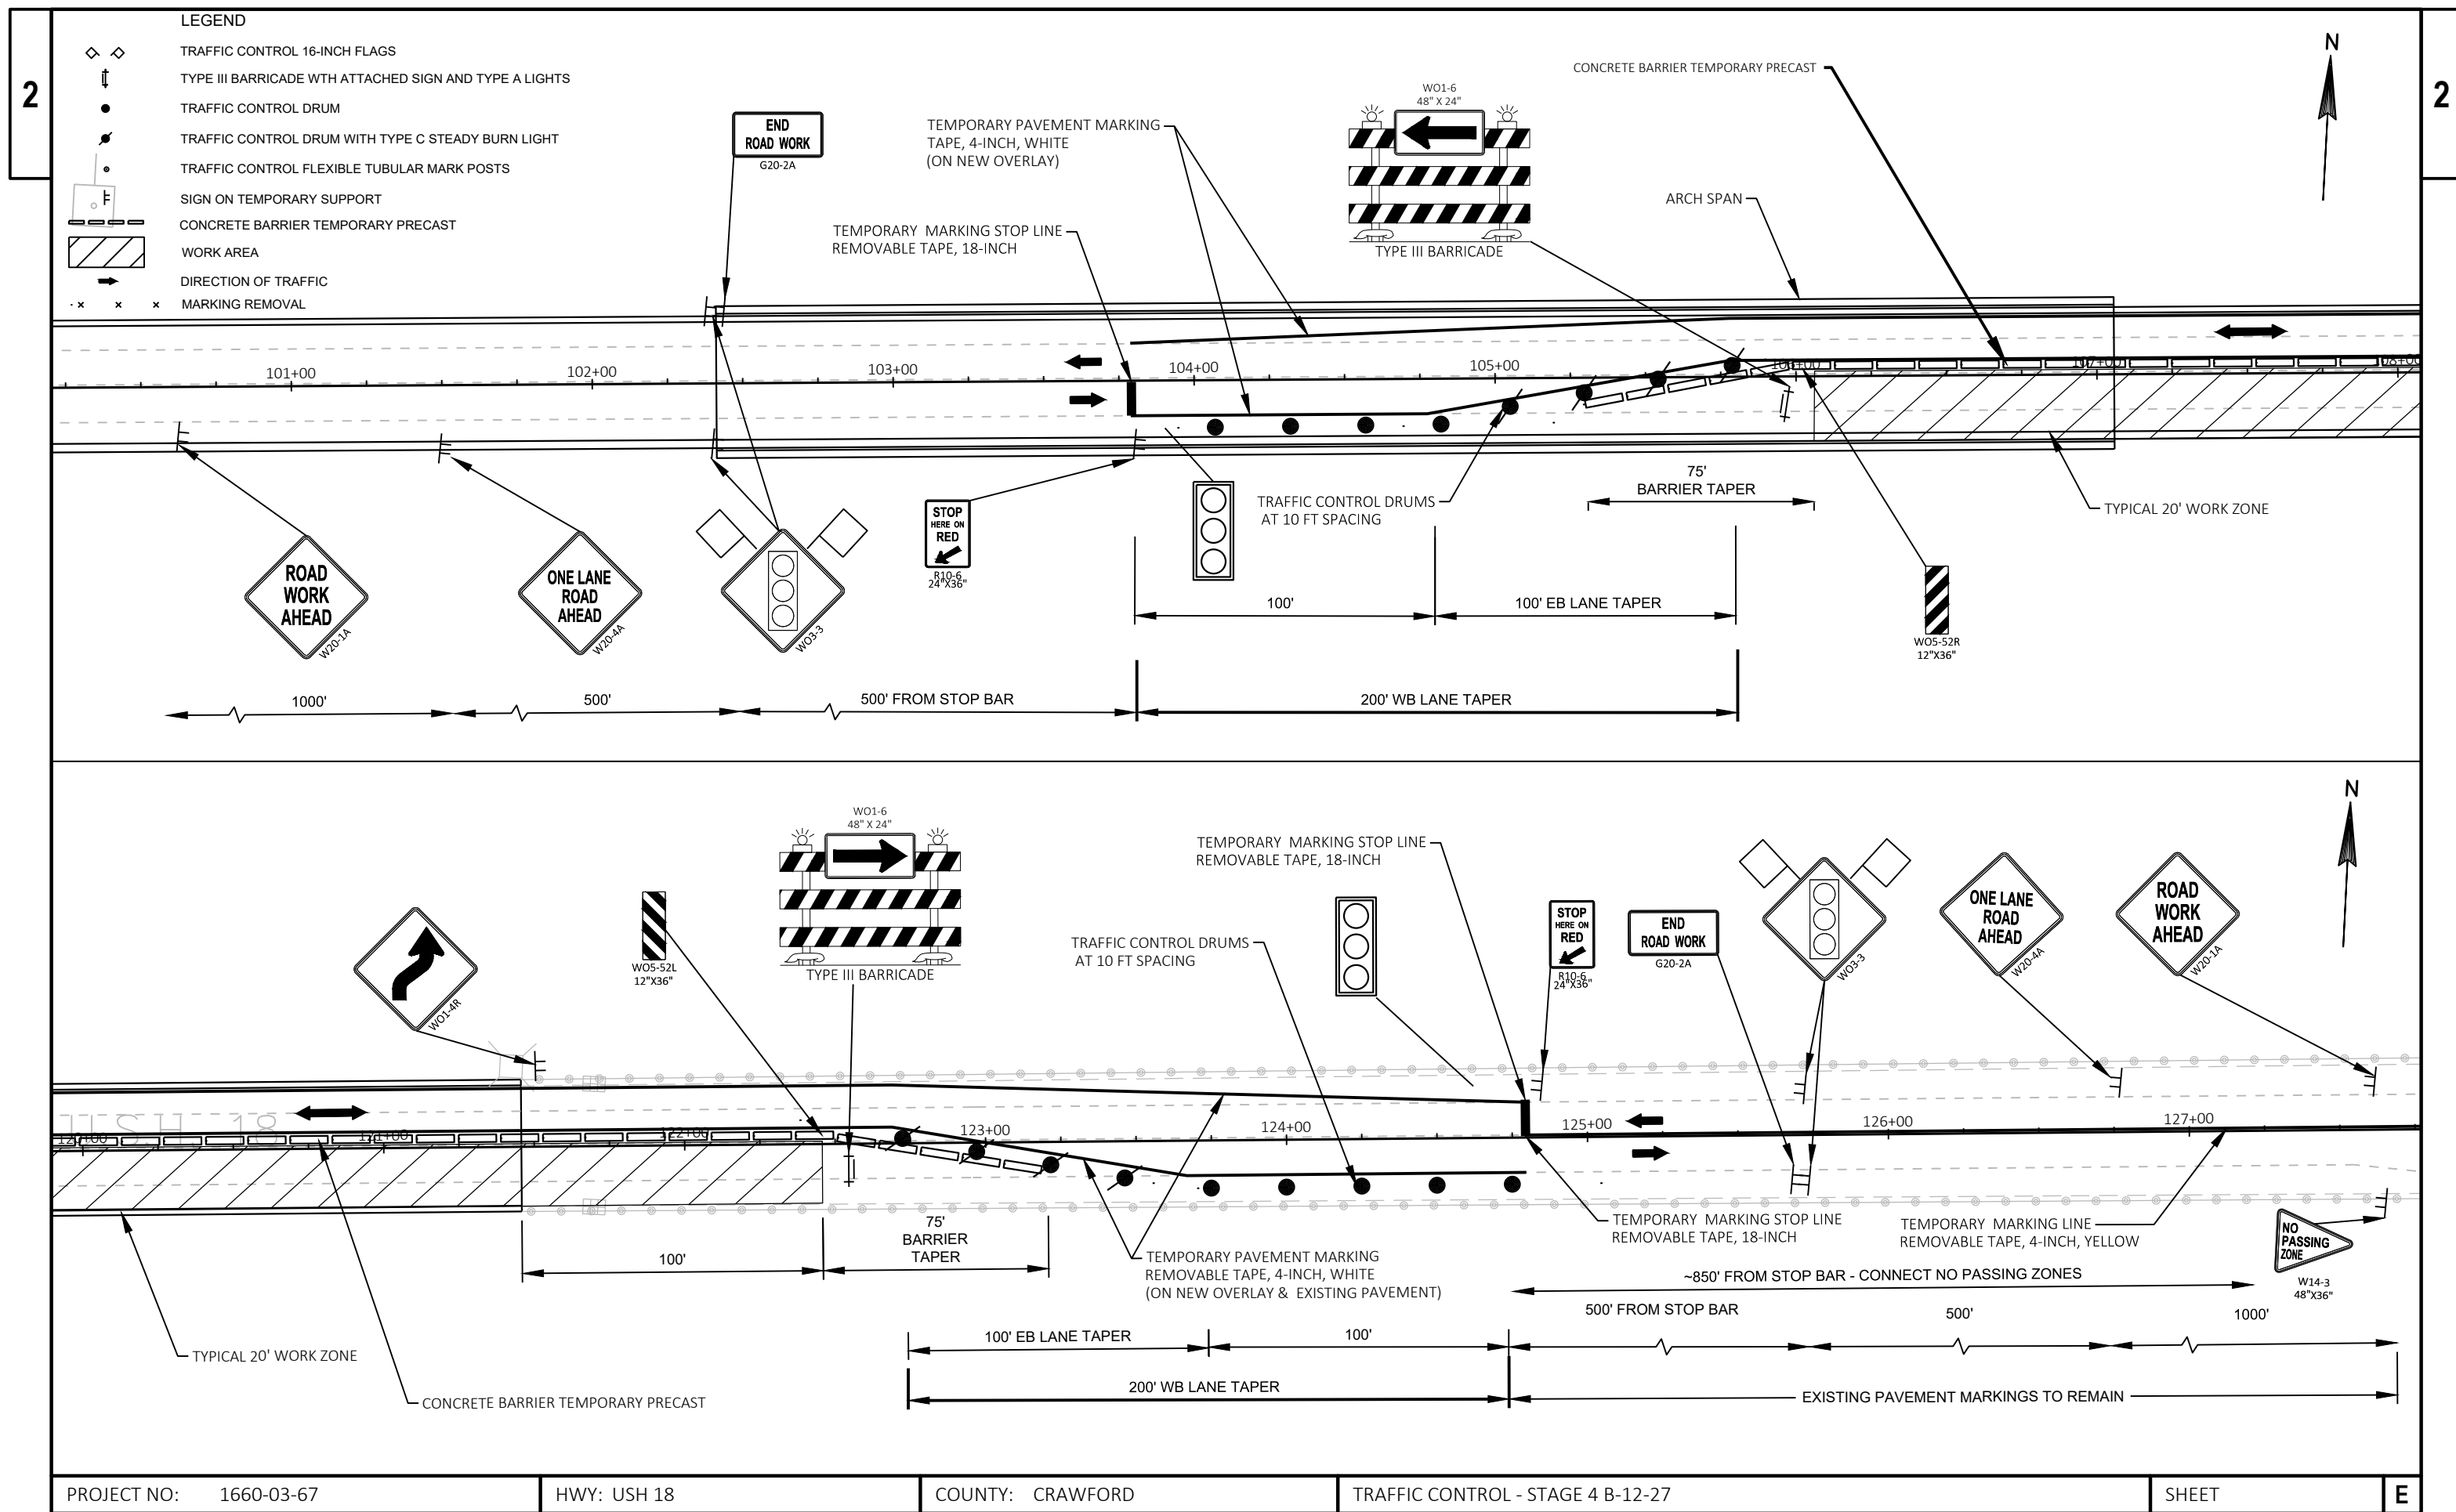 LEGEND
TRAFFIC CONTROL 16-INCH FLAGS
TYPE III BARRICADE WTH ATTACHED SIGN AND TYPE A LIGHTS
TRAFFIC CONTROL DRUM
TRAFFIC CONTROL DRUM WITH TYPE C STEADY BURN LIGHT
TRAFFIC CONTROL FLEXIBLE TUBULAR MARK POSTS
SIGN ON TEMPORARY SUPPORT
CONCRETE BARRIER TEMPORARY PRECAST
WORK AREA
DIRECTION OF TRAFFIC
MARKING REMOVAL
2
2
N
END
ROAD WORK
G20-2A
TEMPORARY PAVEMENT MARKING
TAPE, 4-INCH, WHITE
(ON NEW OVERLAY)
TEMPORARY MARKING STOP LINE
REMOVABLE TAPE, 18-INCH
WO1-6
48" X 24"
TYPE III BARRICADE
CONCRETE BARRIER TEMPORARY PRECAST
ARCH SPAN
101+00
102+00
103+00
104+00
105+00
106+00
107+00
108+00
ROAD
WORK
AHEAD
W20-1A
ONE LANE
ROAD
AHEAD
W20-4A
WO3-3
STOP
HERE ON
RED
R10-6
24"X36"
TRAFFIC CONTROL DRUMS
AT 10 FT SPACING
75'
BARRIER TAPER
TYPICAL 20' WORK ZONE
WO5-52R
12"X36"
100'
100' EB LANE TAPER
1000'
500'
500' FROM STOP BAR
200' WB LANE TAPER
N
WO1-4R
WO5-52L
12"X36"
WO1-6
48" X 24"
TYPE III BARRICADE
TEMPORARY MARKING STOP LINE
REMOVABLE TAPE, 18-INCH
TRAFFIC CONTROL DRUMS
AT 10 FT SPACING
STOP
HERE ON
RED
R10-6
24"X36"
END
ROAD WORK
G20-2A
WO3-3
ONE LANE
ROAD
AHEAD
W20-4A
ROAD
WORK
AHEAD
W20-1A
U.S.H. 18
120+00
121+00
122+00
123+00
124+00
125+00
126+00
127+00
100'
75'
BARRIER
TAPER
TEMPORARY PAVEMENT MARKING
REMOVABLE TAPE, 4-INCH, WHITE
(ON NEW OVERLAY & EXISTING PAVEMENT)
TEMPORARY MARKING STOP LINE
REMOVABLE TAPE, 18-INCH
TEMPORARY MARKING LINE
REMOVABLE TAPE, 4-INCH, YELLOW
NO
PASSING
ZONE
W14-3
48"X36"
~850' FROM STOP BAR - CONNECT NO PASSING ZONES
500' FROM STOP BAR
500'
1000'
100' EB LANE TAPER
100'
200' WB LANE TAPER
EXISTING PAVEMENT MARKINGS TO REMAIN
TYPICAL 20' WORK ZONE
CONCRETE BARRIER TEMPORARY PRECAST
PROJECT NO: 1660-03-67
HWY: USH 18
COUNTY: CRAWFORD
TRAFFIC CONTROL - STAGE 4 B-12-27
SHEET
E